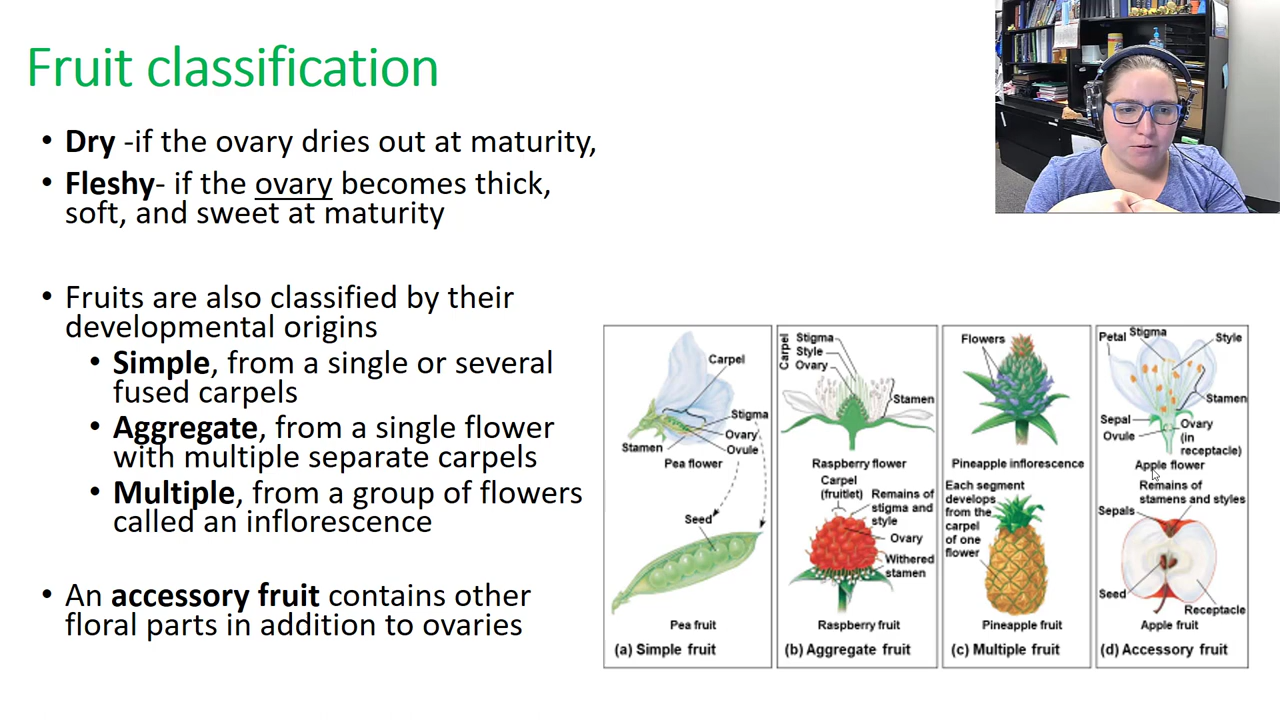 Fruit classification
• Dry -if the ovary dries out at maturity,
• Fleshy- if the ovary becomes thick,
soft, and sweet at maturity
• Fruits are also classified by their
developmental origins
• Simple, from a single or several
fused carpels
• Aggregate, from a single flower
with multiple separate carpels
• Multiple, from a group of flowers
called an inflorescence
• An accessory fruit contains other
floral parts in addition to ovaries
Carpel
Stigma
Ovary
Ovule
Stamen
Pea flower
Seed
Pea fruit
(a) Simple fruit
Carpel
Stigma
Style
Ovary
Stamen
Raspberry flower
Carpel
(fruitlet)
Remains of
stigma and
style
Ovary
Withered
stamen
Raspberry fruit
(b) Aggregate fruit
Flowers
Pineapple inflorescence
Each segment
develops
from the
carpel
of one
flower
Pineapple fruit
(c) Multiple fruit
Petal
Stigma
Style
Stamen
Sepal
Ovule
Ovary
(in
receptacle)
Apple flower
Remains of
stamens and styles
Sepals
Seed
Receptacle
Apple fruit
(d) Accessory fruit